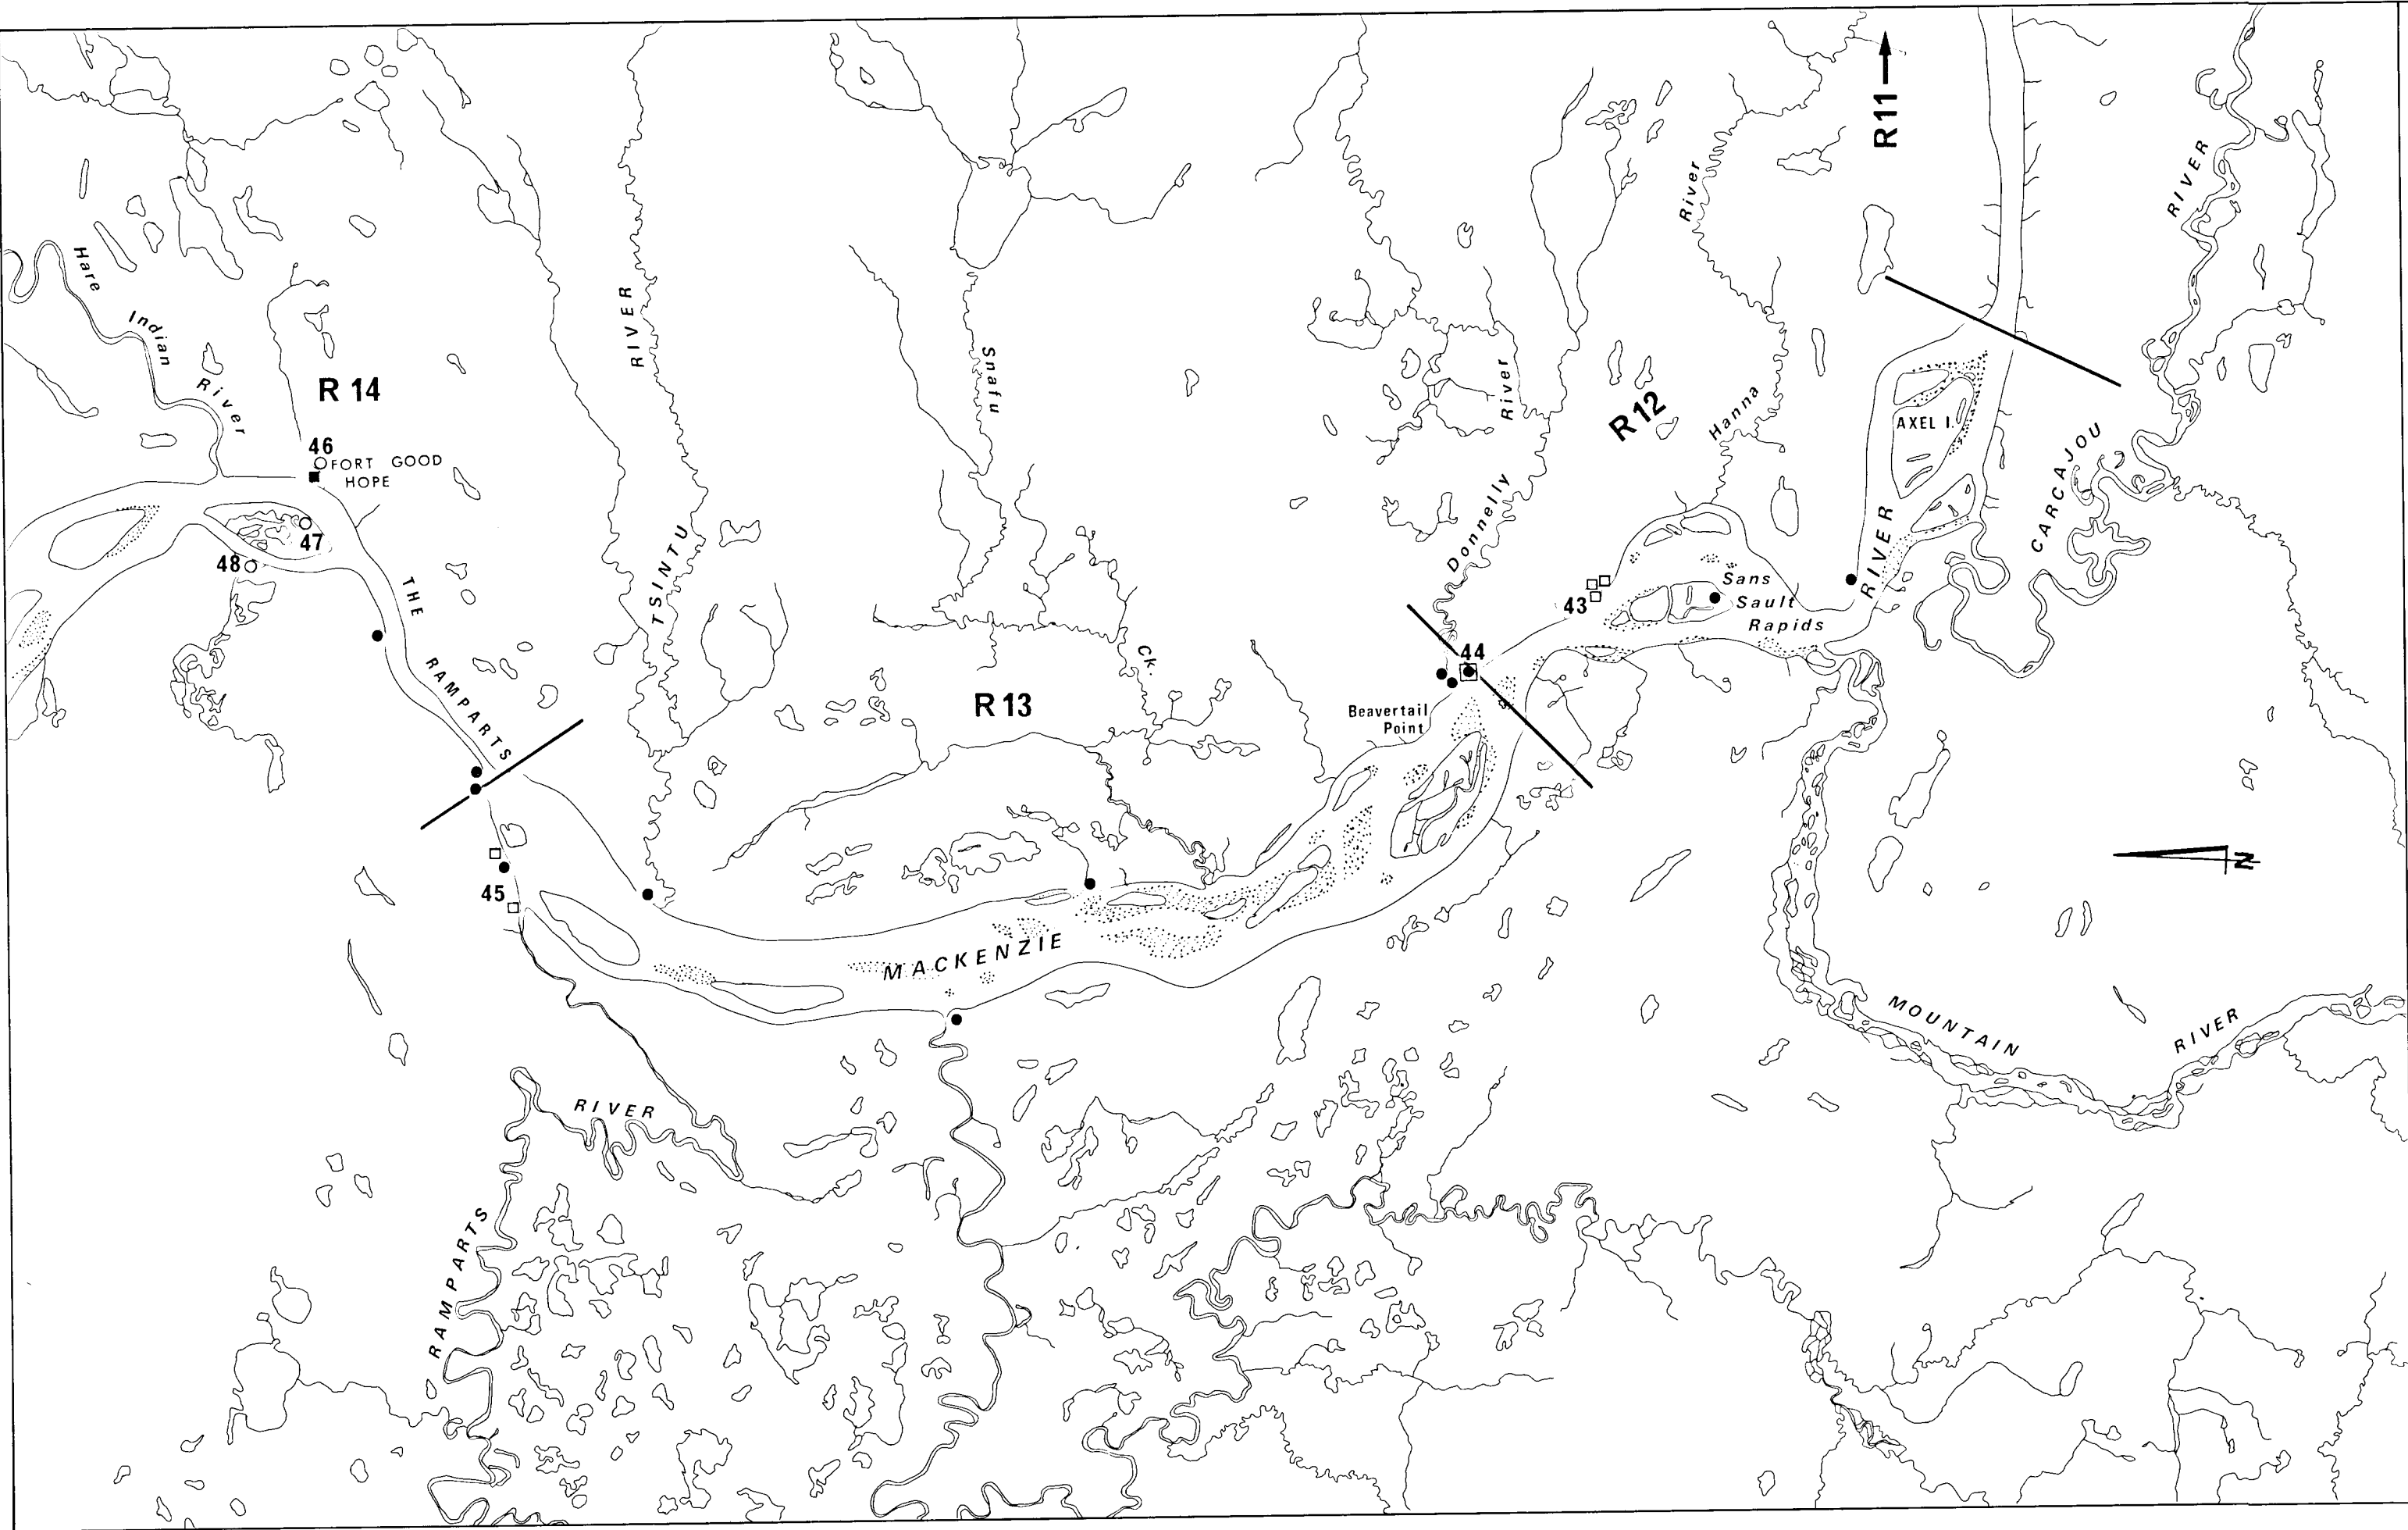 R11
RIVER
River
Hare
Indian
River
R 14
RIVER
TSINTU
Snafu
Ck.
River
Donnelly
R 12
Hanna
AXEL I.
RIVER
CARCAJOU
46
FORT GOOD
HOPE
47
48
THE
RAMPARTS
43
Sans
Sault
Rapids
44
Beavertail
Point
R 13
45
MACKENZIE
N
MOUNTAIN
RIVER
RIVER
RAMPARTS